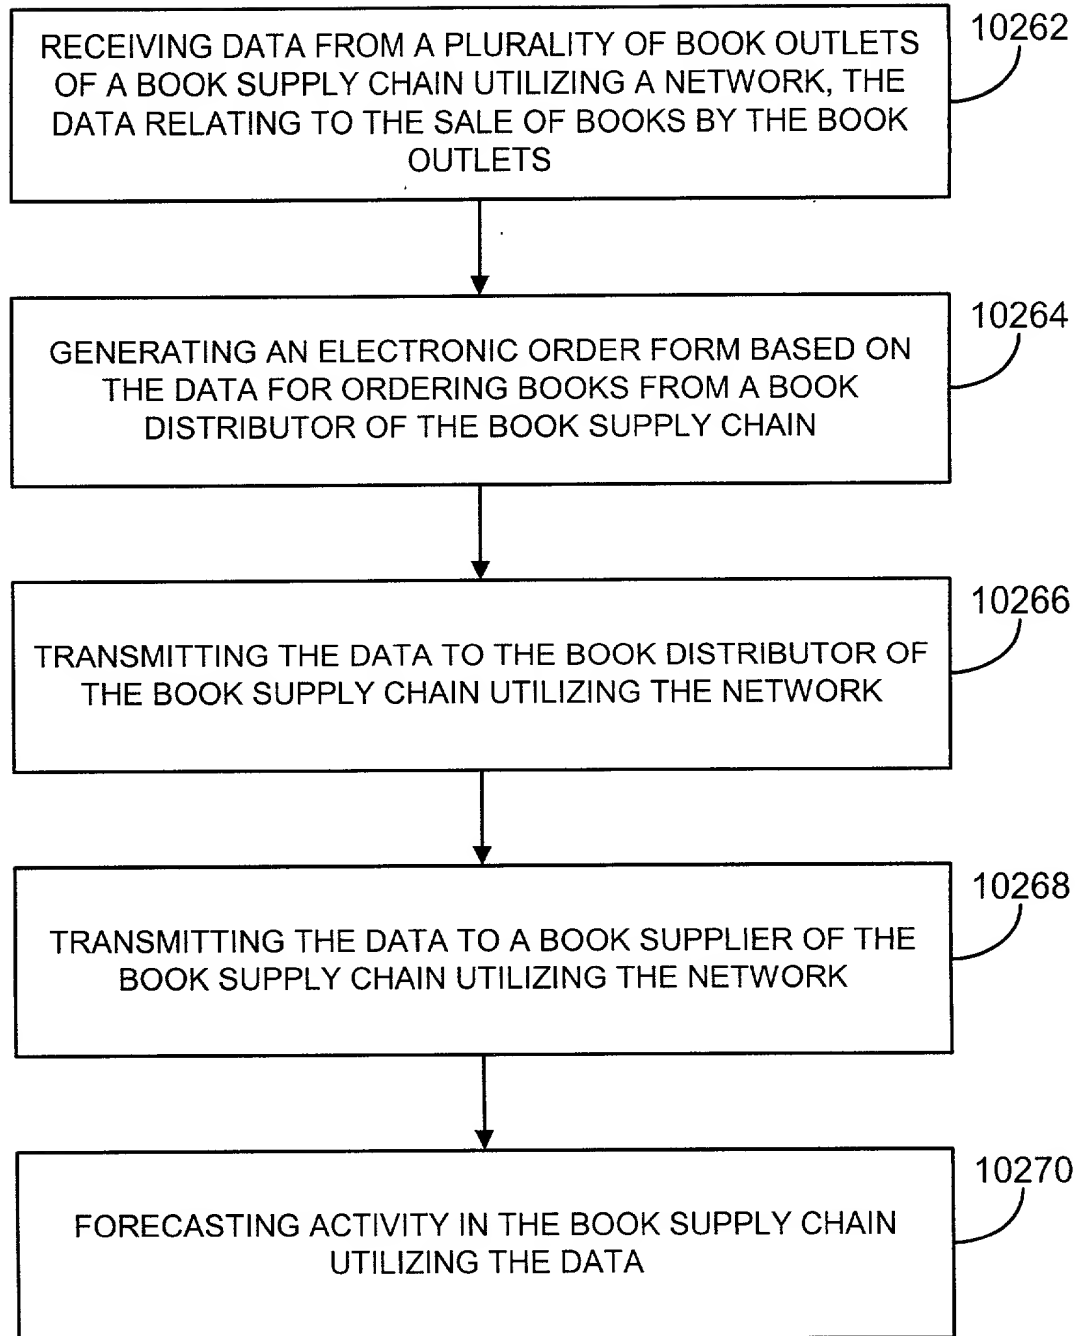 RECEIVING DATA FROM A PLURALITY OF BOOK OUTLETS
OF A BOOK SUPPLY CHAIN UTILIZING A NETWORK, THE
DATA RELATING TO THE SALE OF BOOKS BY THE BOOK
OUTLETS
10262
GENERATING AN ELECTRONIC ORDER FORM BASED ON
THE DATA FOR ORDERING BOOKS FROM A BOOK
DISTRIBUTOR OF THE BOOK SUPPLY CHAIN
10264
TRANSMITTING THE DATA TO THE BOOK DISTRIBUTOR OF
THE BOOK SUPPLY CHAIN UTILIZING THE NETWORK
10266
TRANSMITTING THE DATA TO A BOOK SUPPLIER OF THE
BOOK SUPPLY CHAIN UTILIZING THE NETWORK
10268
FORECASTING ACTIVITY IN THE BOOK SUPPLY CHAIN
UTILIZING THE DATA
10270